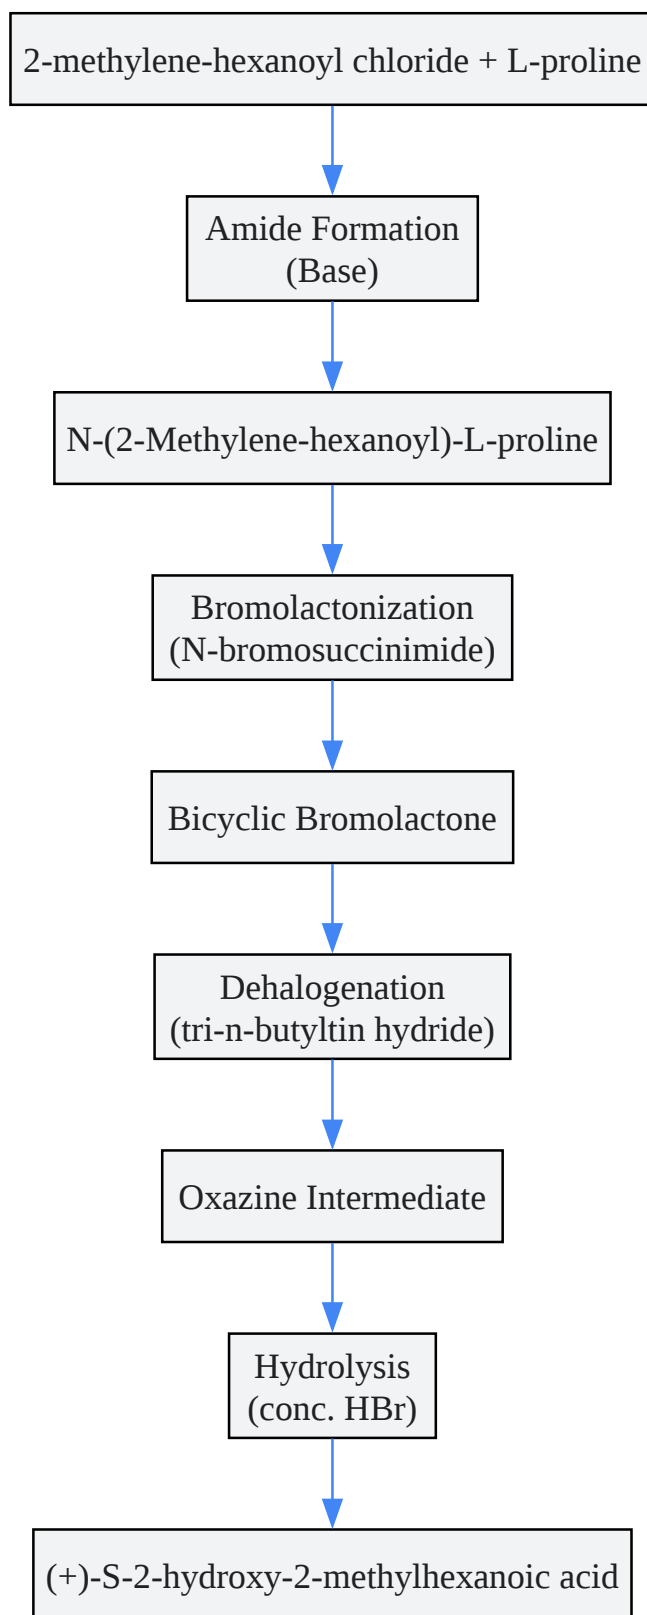 2-methylene-hexanoyl chloride + L-proline
Amide Formation
(Base)
N-(2-Methylene-hexanoyl)-L-proline
Bromolactonization
(N-bromosuccinimide)
Bicyclic Bromolactone
Dehalogenation
(tri-n-butyltin hydride)
Oxazine Intermediate
Hydrolysis
(conc. HBr)
(+)-S-2-hydroxy-2-methylhexanoic acid